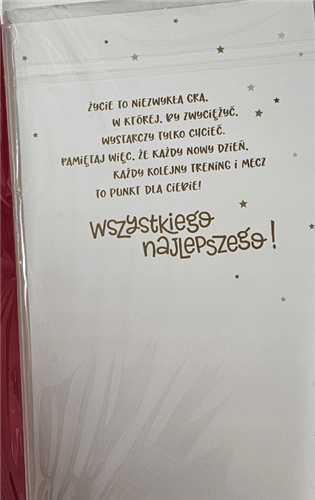 ŻYCIE TO NIEZWYKŁA GRA,
W KTÓREJ, BY ZWYCIĘŻYĆ,
WYSTARCZY TYLKO CHCIEĆ.
PAMIĘTAJ WIĘC, ŻE KAŻDY NOWY DZIEŃ,
KAŻDY KOLEJNY TRENING I MECZ
TO PUNKT DLA CIEBIE!
WSZYSTKIEGO
NAJLEPSZEGO!